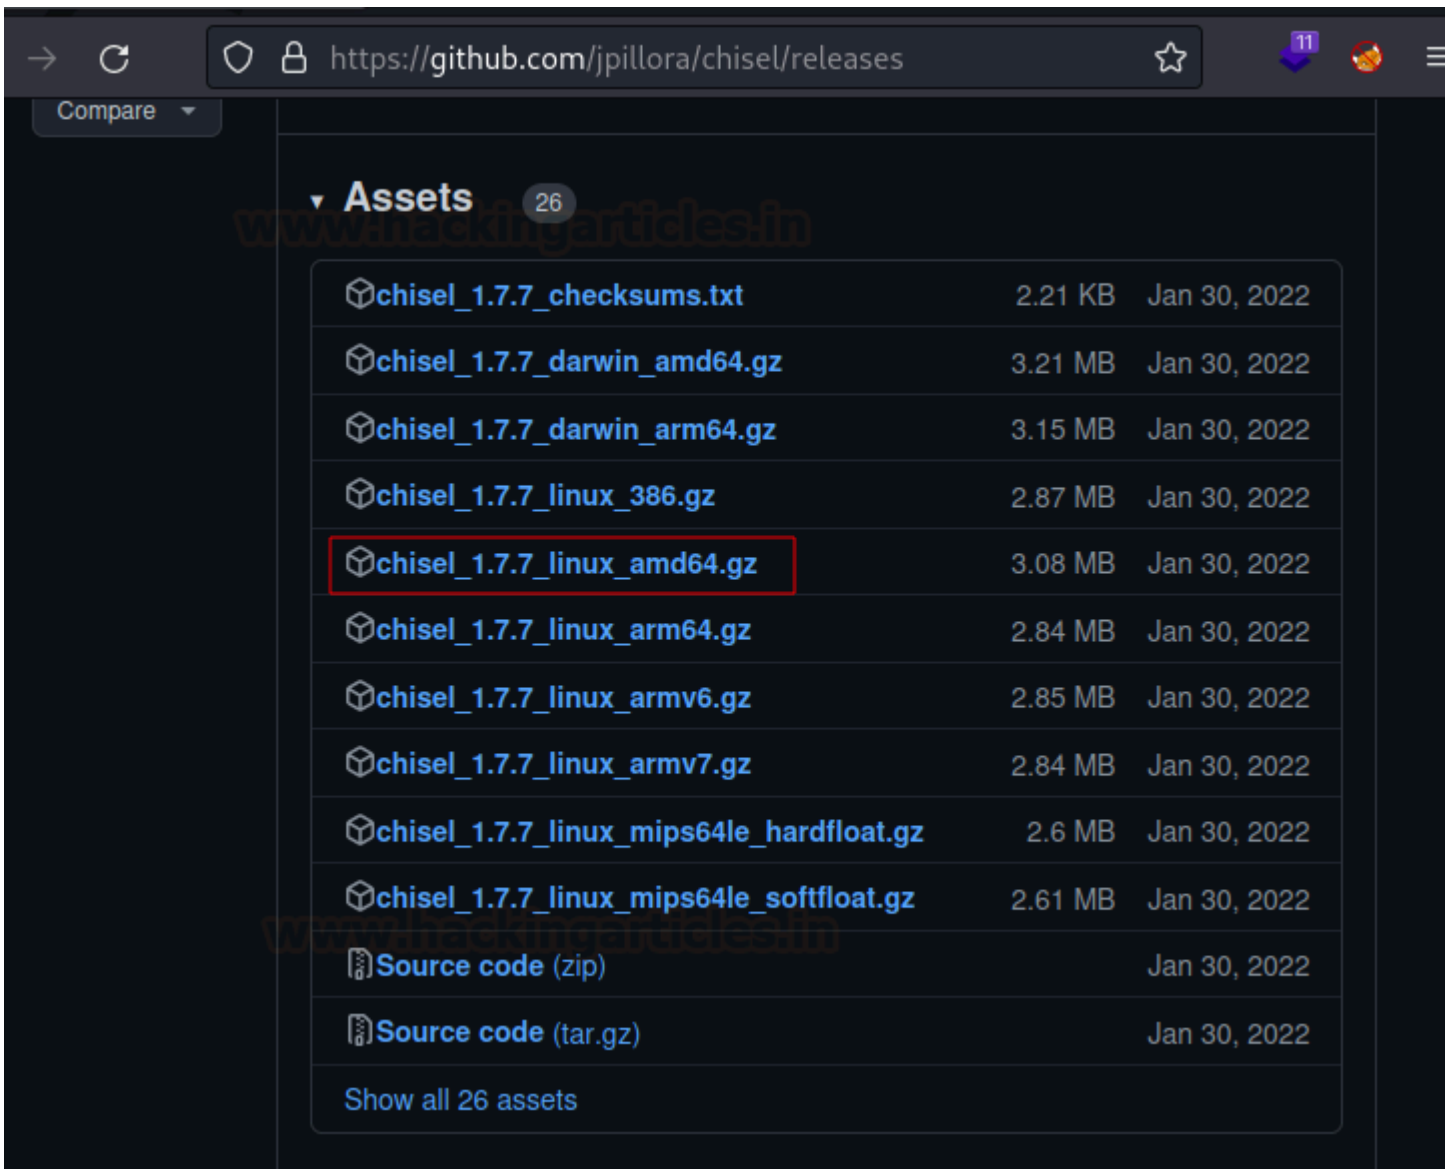 https://github.com/jpillora/chisel/releases
11
Compare
Assets 26
www.hackingarticles.in
chisel_1.7.7_checksums.txt 2.21 KB Jan 30, 2022
chisel_1.7.7_darwin_amd64.gz 3.21 MB Jan 30, 2022
chisel_1.7.7_darwin_arm64.gz 3.15 MB Jan 30, 2022
chisel_1.7.7_linux_386.gz 2.87 MB Jan 30, 2022
chisel_1.7.7_linux_amd64.gz 3.08 MB Jan 30, 2022
chisel_1.7.7_linux_arm64.gz 2.84 MB Jan 30, 2022
chisel_1.7.7_linux_armv6.gz 2.85 MB Jan 30, 2022
chisel_1.7.7_linux_armv7.gz 2.84 MB Jan 30, 2022
chisel_1.7.7_linux_mips64le_hardfloat.gz 2.6 MB Jan 30, 2022
chisel_1.7.7_linux_mips64le_softfloat.gz 2.61 MB Jan 30, 2022
www.hackingarticles.in
Source code (zip) Jan 30, 2022
Source code (tar.gz) Jan 30, 2022
Show all 26 assets